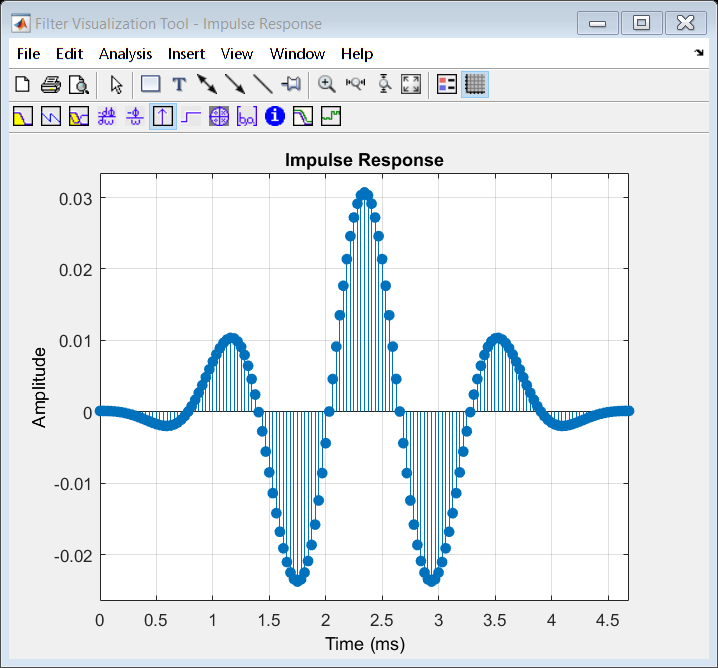 Filter Visualization Tool - Impulse Response
File Edit Analysis Insert View Window Help
T
Impulse Response
0.03
0.02
0.01
0
-0.01
-0.02
Amplitude
0 0.5 1 1.5 2 2.5 3 3.5 4 4.5
Time (ms)